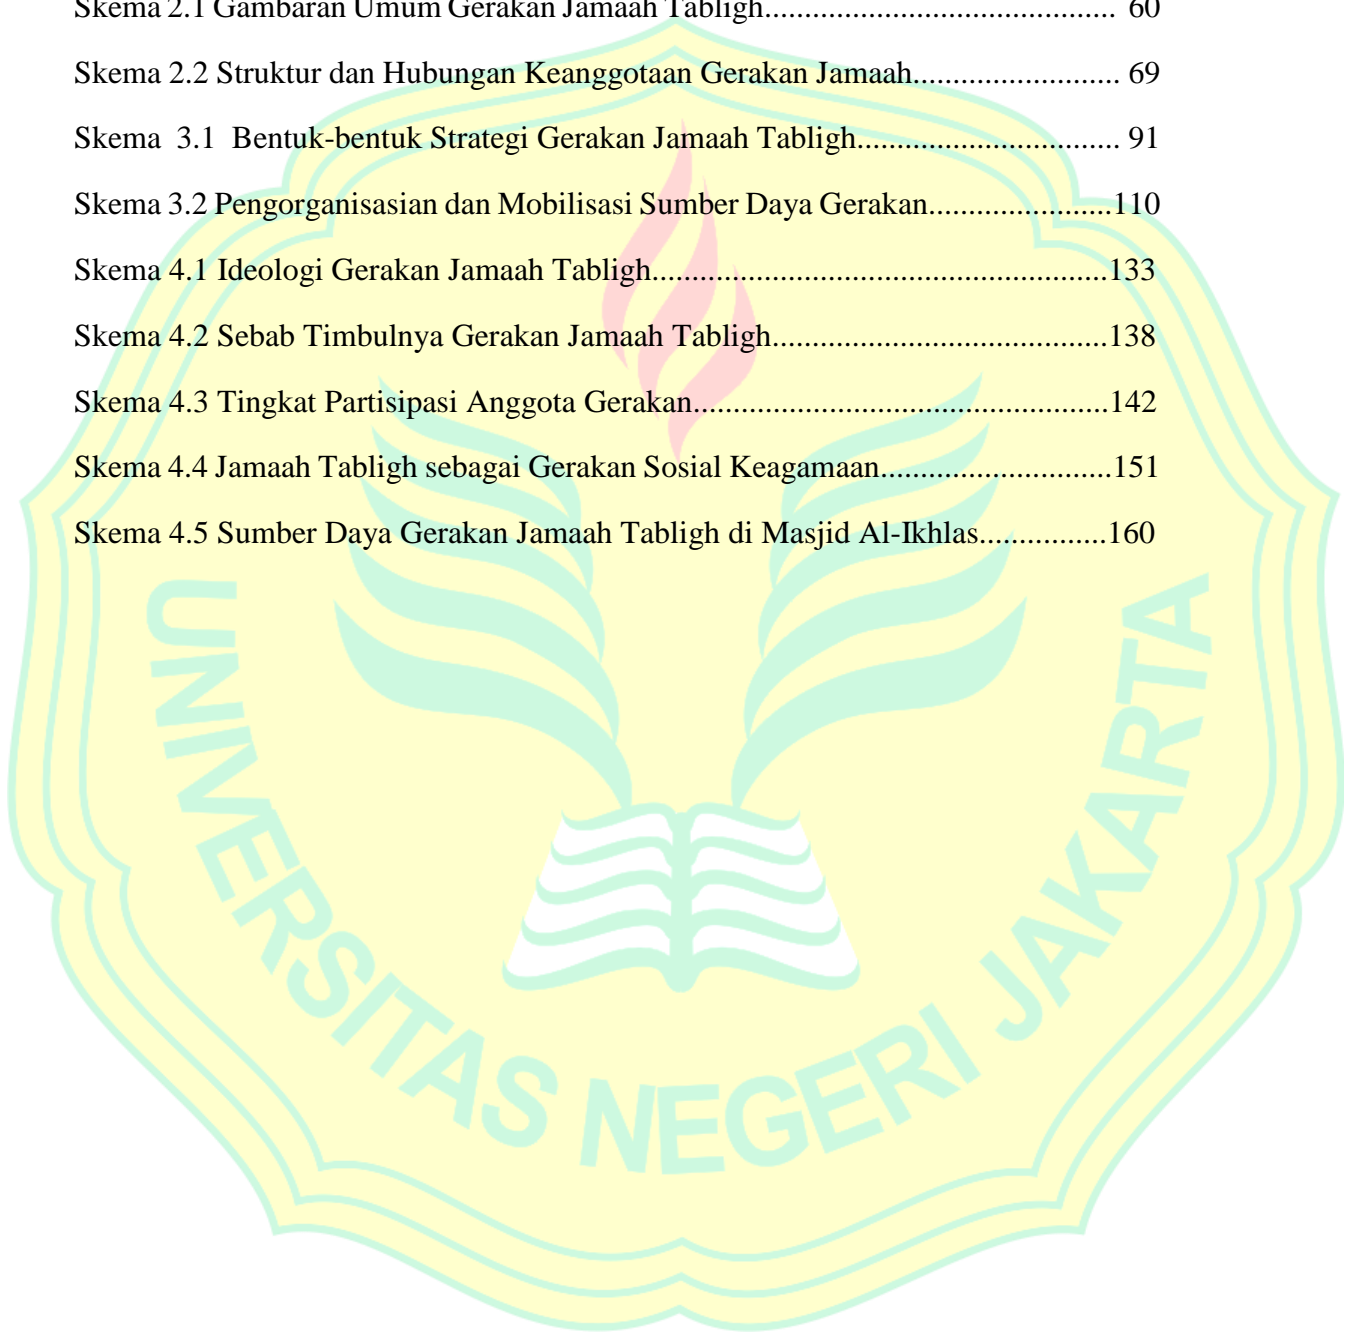 Skema 2.1 Gambaran Umum Gerakan Jamaah Tabligh............................................ 60
Skema 2.2 Struktur dan Hubungan Keanggotaan Gerakan Jamaah.......................... 69
Skema  3.1  Bentuk-bentuk Strategi Gerakan Jamaah Tabligh................................. 91
Skema 3.2 Pengorganisasian dan Mobilisasi Sumber Daya Gerakan.......................110
Skema 4.1 Ideologi Gerakan Jamaah Tabligh.........................................................133
Skema 4.2 Sebab Timbulnya Gerakan Jamaah Tabligh..........................................138
Skema 4.3 Tingkat Partisipasi Anggota Gerakan....................................................142
Skema 4.4 Jamaah Tabligh sebagai Gerakan Sosial Keagamaan.............................151
Skema 4.5 Sumber Daya Gerakan Jamaah Tabligh di Masjid Al-Ikhlas................160
UNIVERSITAS NEGERI JAKARTA